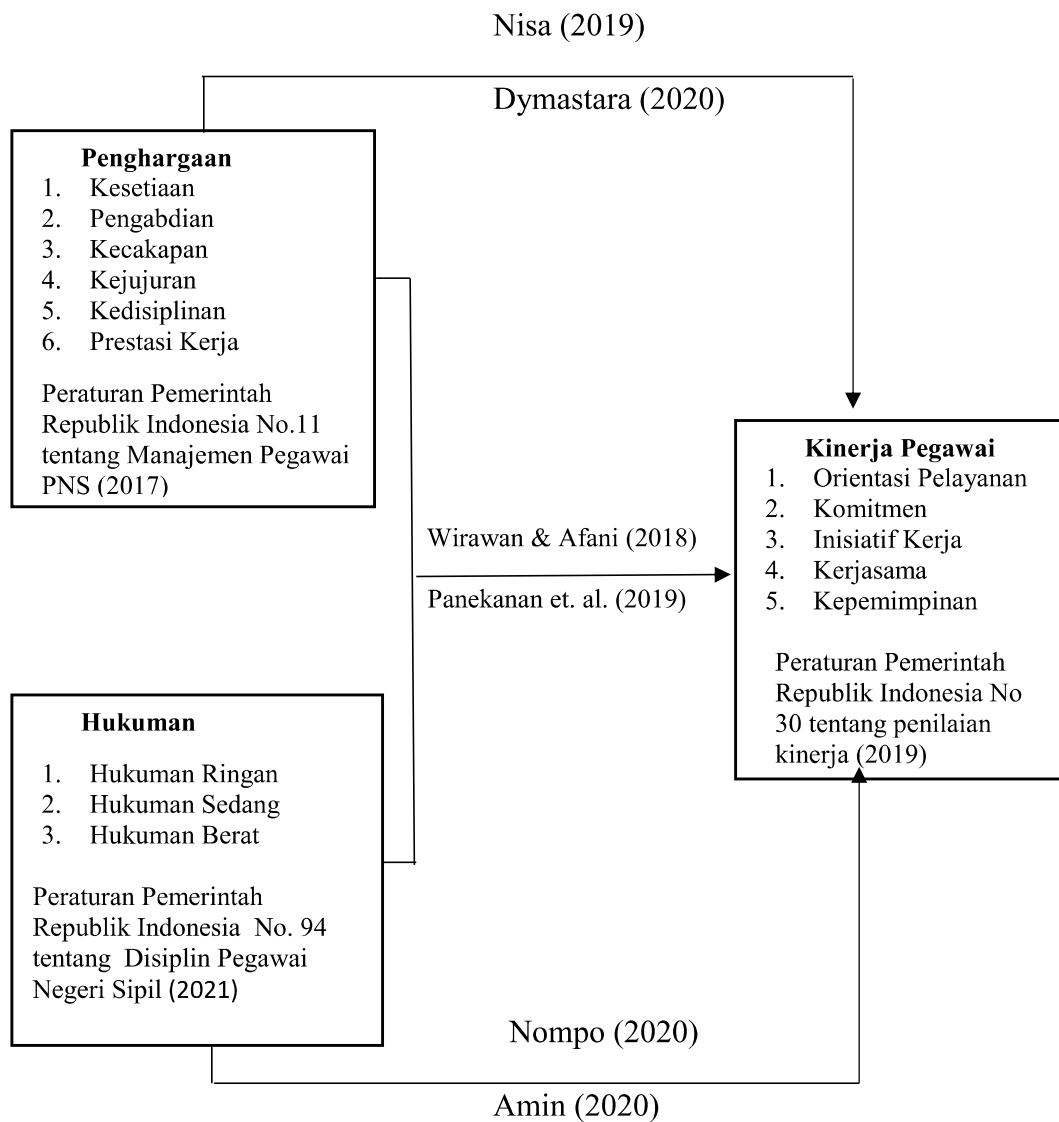 Nisa (2019)
Dymastara (2020)
Penghargaan
1. Kesetiaan
2. Pengabdian
3. Kecakapan
4. Kejujuran
5. Kedisiplinan
6. Prestasi Kerja
Peraturan Pemerintah
Republik Indonesia No.11
tentang Manajemen Pegawai
PNS (2017)
Wirawan & Afani (2018)
Panekanan et. al. (2019)
Kinerja Pegawai
1. Orientasi Pelayanan
2. Komitmen
3. Inisiatif Kerja
4. Kerjasama
5. Kepemimpinan
Peraturan Pemerintah
Republik Indonesia No
30 tentang penilaian
kinerja (2019)
Hukuman
1. Hukuman Ringan
2. Hukuman Sedang
3. Hukuman Berat
Peraturan Pemerintah
Republik Indonesia No. 94
tentang Disiplin Pegawai
Negeri Sipil (2021)
Nompo (2020)
Amin (2020)